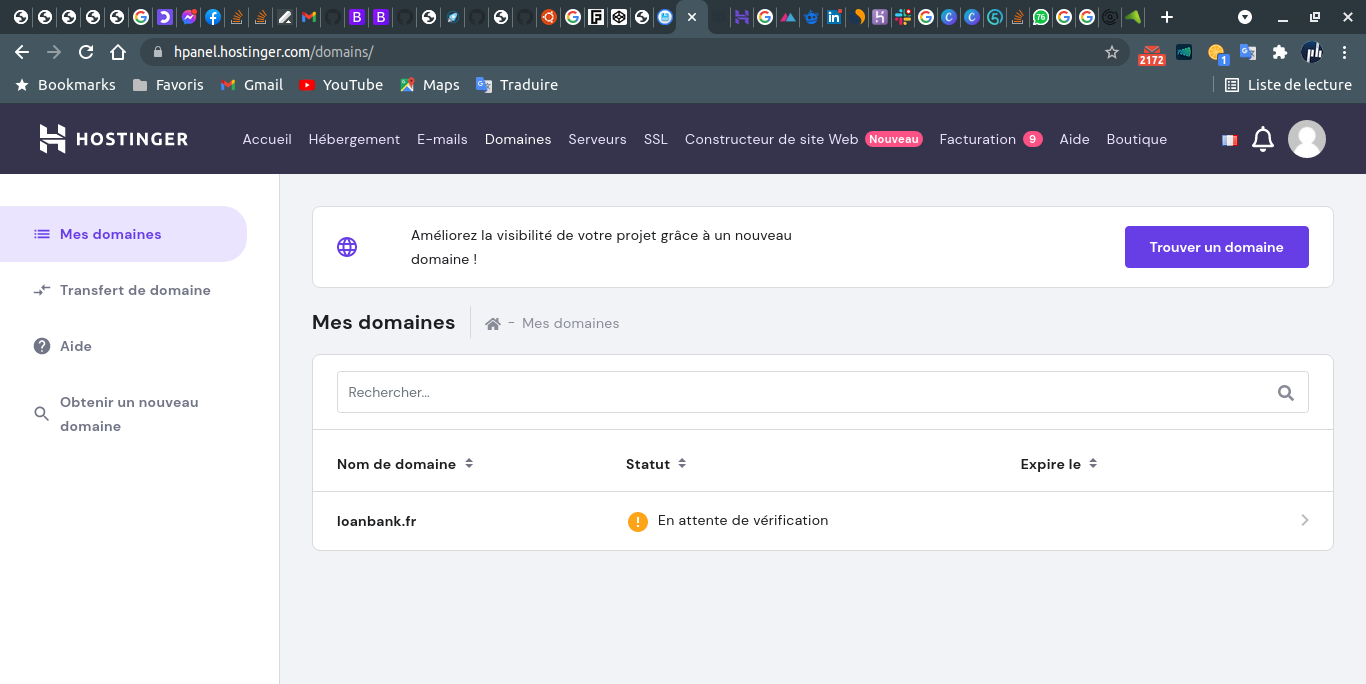 76
hpanel.hostinger.com/domains/
2172
1
Bookmarks Favoris Gmail YouTube Maps Traduire Liste de lecture
HOSTINGER Accueil Hébergement E-mails Domaines Serveurs SSL Constructeur de site Web Nouveau Facturation 9 Aide Boutique
Mes domaines
Transfert de domaine
Aide
Obtenir un nouveau
domaine
Améliorez la visibilité de votre projet grâce à un nouveau
domaine !
Trouver un domaine
Mes domaines - Mes domaines
Rechercher...
Nom de domaine Statut Expire le
loanbank.fr En attente de vérification